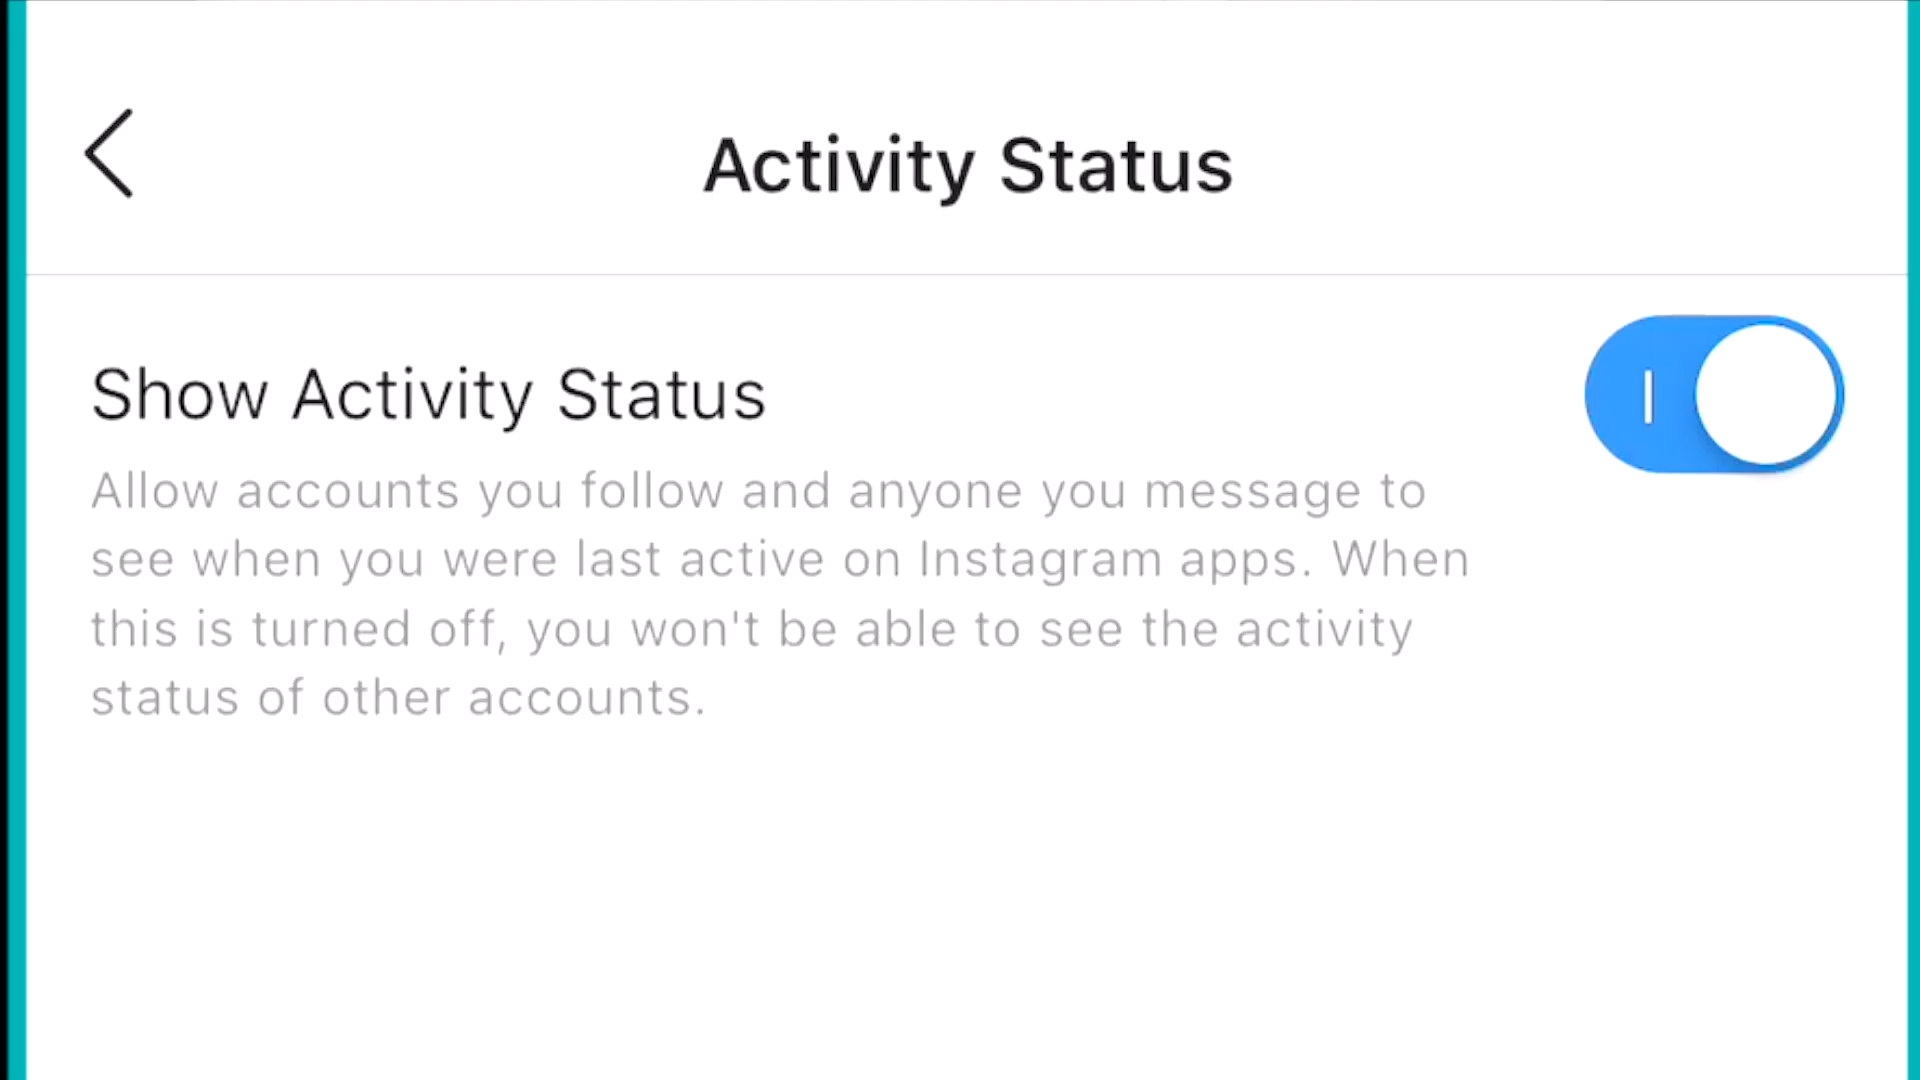 Activity Status
Show Activity Status
Allow accounts you follow and anyone you message to
see when you were last active on Instagram apps. When
this is turned off, you won't be able to see the activity
status of other accounts.